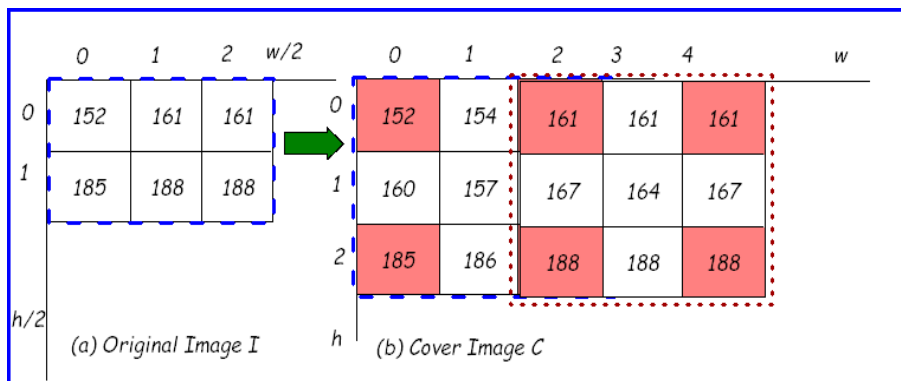 0 1 2 w/2
0 152 161 161
1 185 188 188
h/2
(a) Original Image I
0 1 2 3 4 w
0 152 154 161 161 161
1 160 157 167 164 167
2 185 186 188 188 188
h
(b) Cover Image C